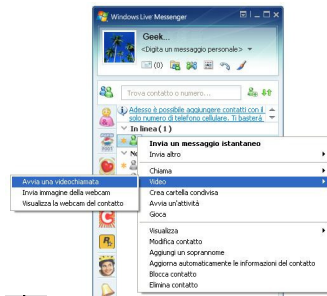 Windows Live Messenger
Geek...
<Digita un messaggio personale>
(0)
Trova contatto o numero...
Adesso è possibile aggiungere contatti con il
solo numero di telefono cellulare. Ti basterà
In linea (1)
Invia un messaggio istantaneo
Invia altro
Chiama
Video
Avvia una videochiamata
Invia immagine della webcam
Visualizza la webcam del contatto
Crea cartella condivisa
Avvia un'attività
Gioca
Visualizza
Modifica contatto
Aggiungi un soprannome
Aggiorna automaticamente le informazioni del contatto
Blocca contatto
Elimina contatto